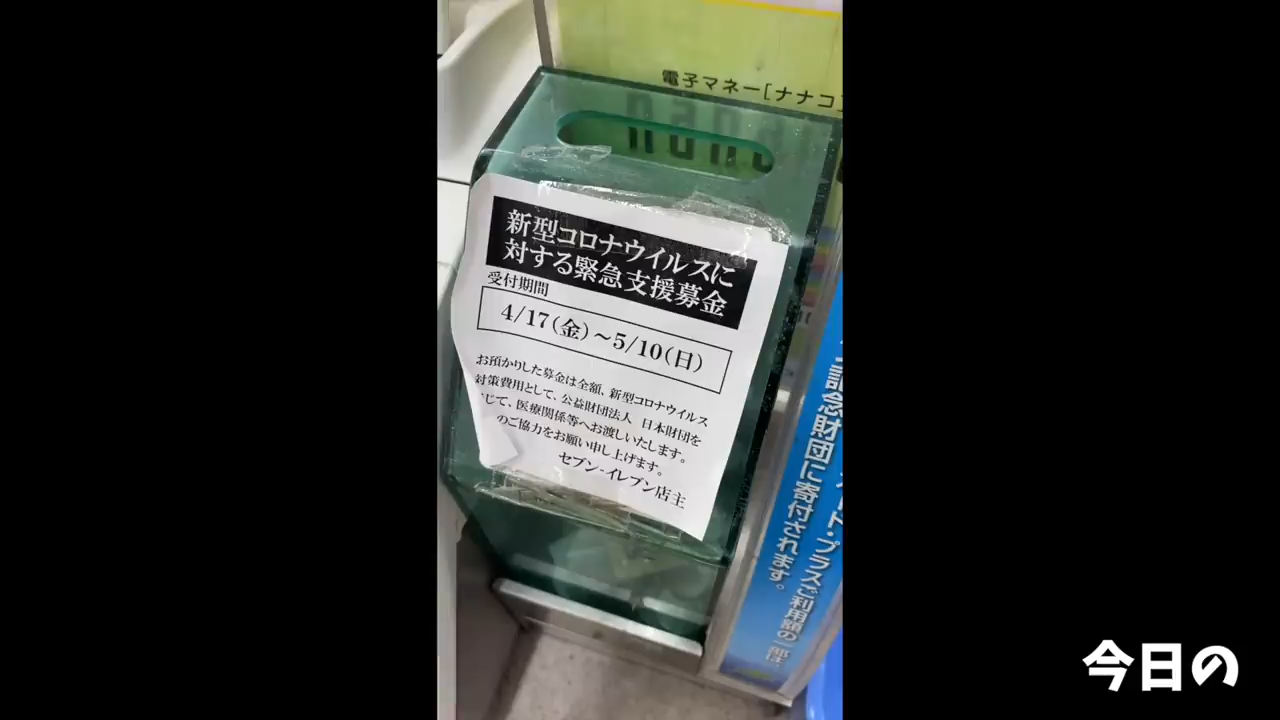 電子マネー[ナナコ]
nanaco
新型コロナウイルスに
対する緊急支援募金
受付期間
4/17(金)～5/10(日)
お預かりした募金は全額、新型コロナウイルス
対策費用として、公益財団法人 日本財団を
じて、医療関係等へお渡しいたします。
のご協力をお願い申し上げます。
セブン-イレブン店主
ド・プラスご利用額の一部は、
記念財団に寄付されます。
今日の